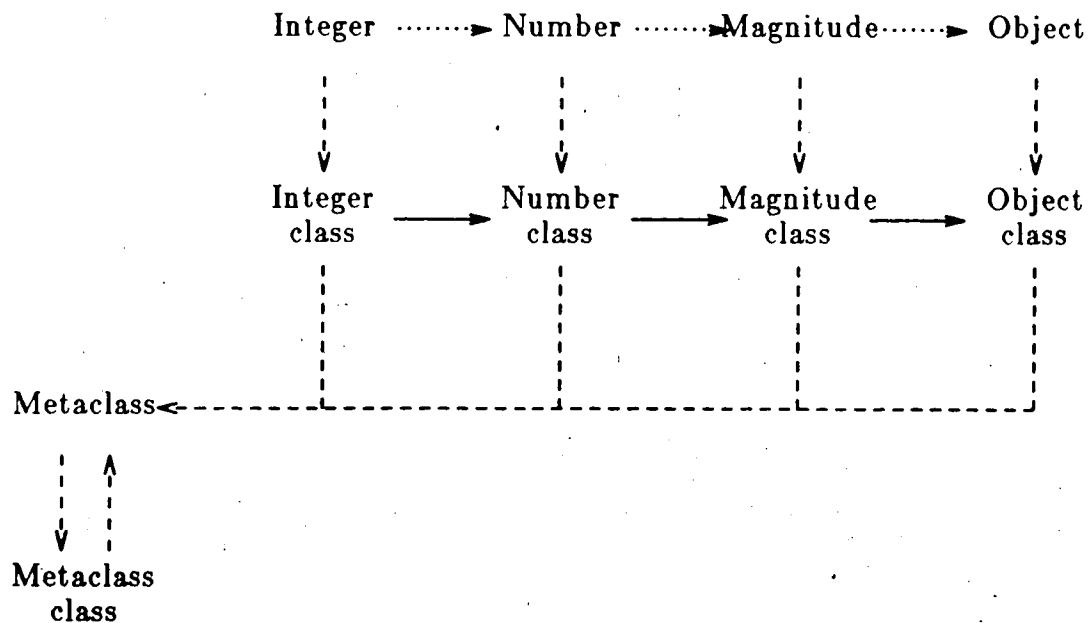 Integer Number Magnitude Object
Integer Number Magnitude Object
class class class class
Metaclass
Metaclass
class